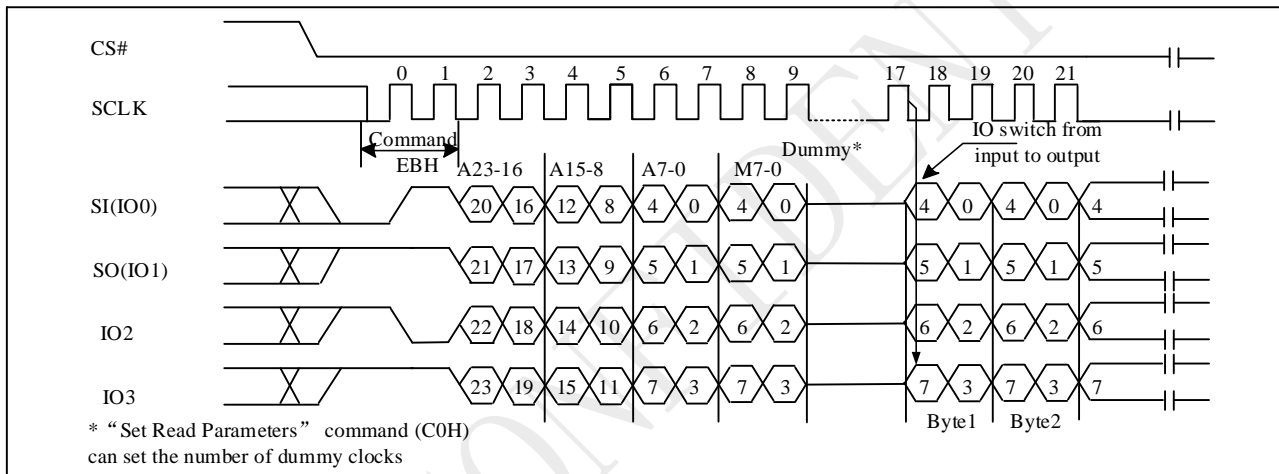 CS#
0 1 2 3 4 5 6 7 8 9 17 18 19 20 21
SCLK
Command
EBH
Dummy*
IO switch from
input to output
A23-16 A15-8 A7-0 M7-0
SI(IO0) 20 16 12 8 4 0 4 0 4 0 4 0 4
SO(IO1) 21 17 13 9 5 1 5 1 5 1 5 1 5
IO2 22 18 14 10 6 2 6 2 6 2 6 2 6
IO3 23 19 15 11 7 3 7 3 7 3 7 3 7
Byte1 Byte2
* “Set Read Parameters” command (C0H)
can set the number of dummy clocks